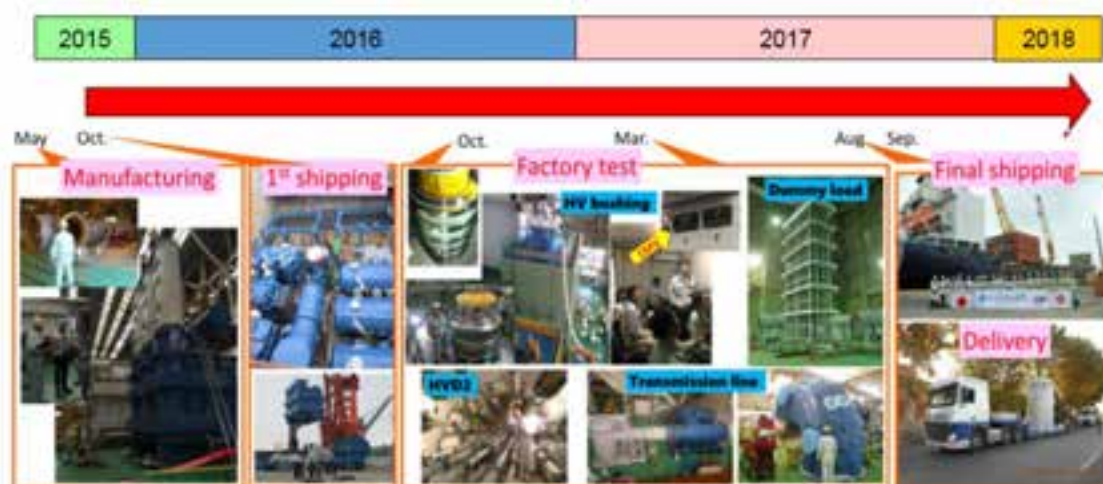 2015 2016 2017 2018
May Oct. Oct. Mar. Aug. Sep.
Manufacturing
1st shipping
Factory test
HV bushing
Dummy load
HVD2
Transmission line
Final shipping
Delivery